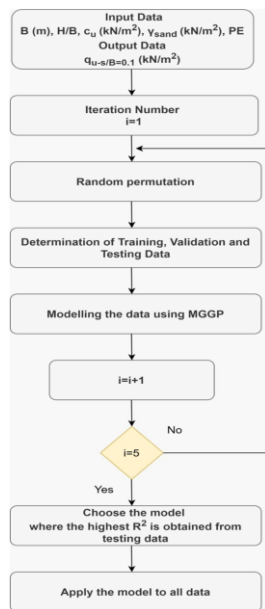 Input Data
B (m), H/B, cᵤ (kN/m²), γsand (kN/m²), PE
Output Data
qu-s/B=0.1 (kN/m²)
Iteration Number
i=1
Random permutation
Determination of Training, Validation and
Testing Data
Modelling the data using MGGP
i=i+1
No
i=5
Yes
Choose the model
where the highest R² is obtained from
testing data
Apply the model to all data